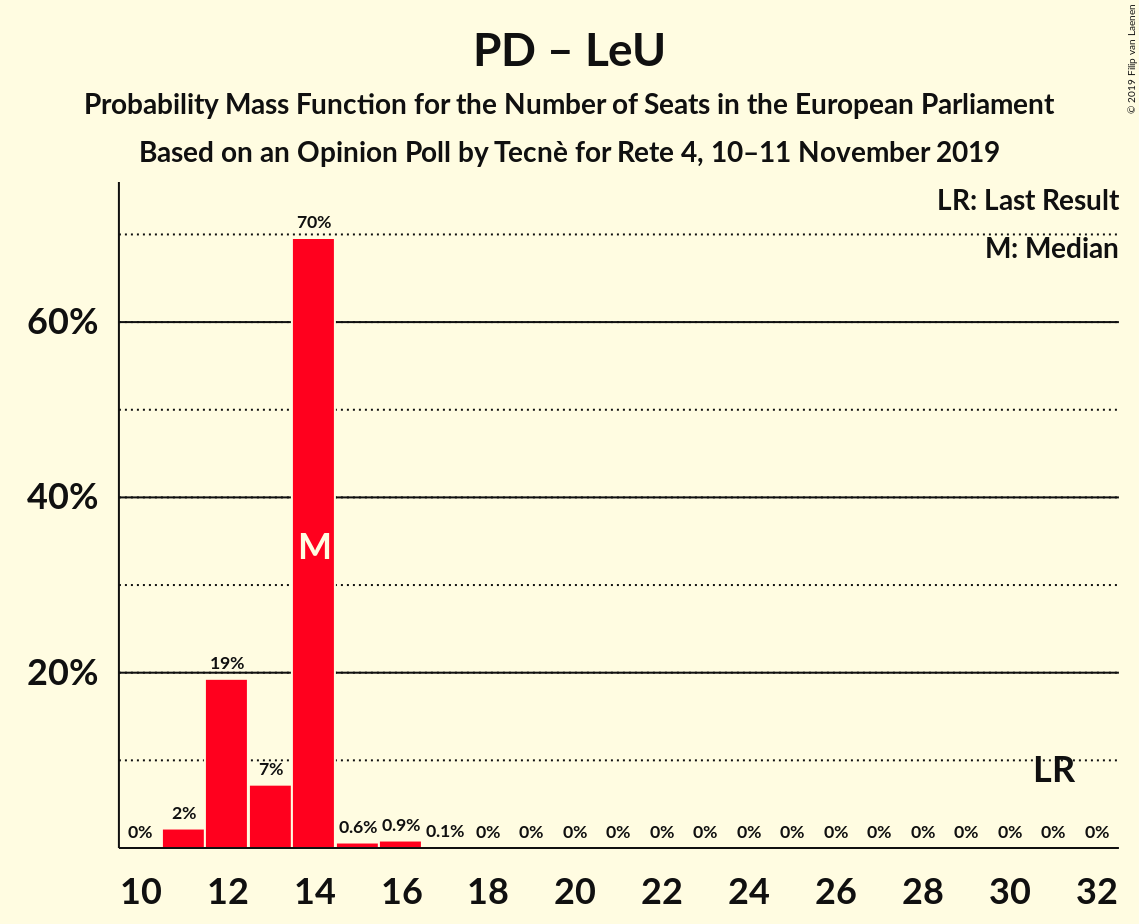 PD – LeU
Probability Mass Function for the Number of Seats in the European Parliament
Based on an Opinion Poll by Tecnè for Rete 4, 10–11 November 2019
© 2019 Filip van Laenen
LR: Last Result
M: Median
60%
40%
20%
0% 2% 19% 7% 70% 0.6% 0.9% 0.1% 0% 0% 0% 0% 0% 0% 0% 0% 0% 0% 0% 0% 0% 0% 0%
M
LR
10 12 14 16 18 20 22 24 26 28 30 32